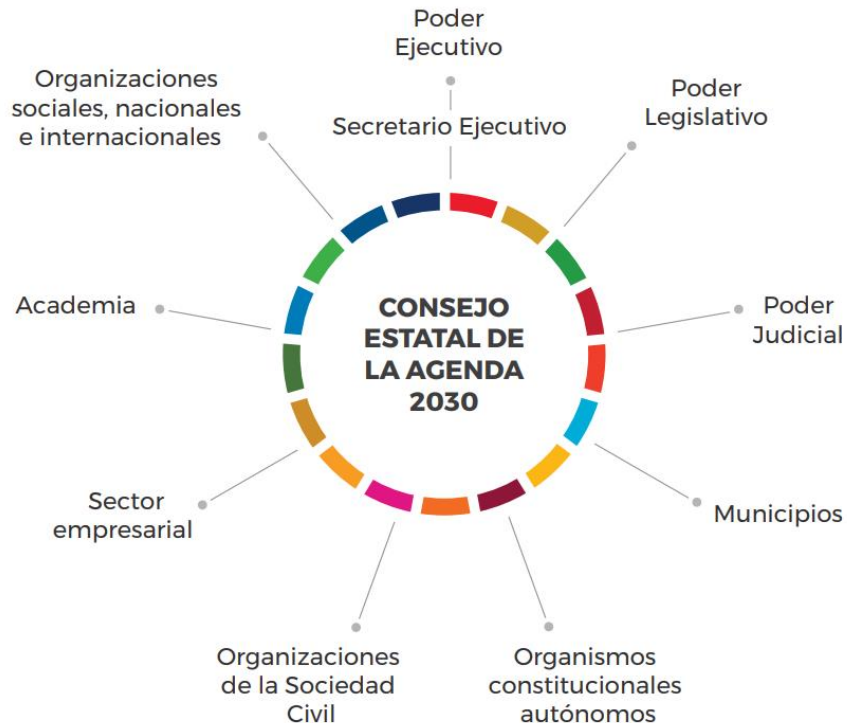 Poder
Ejecutivo
Secretario Ejecutivo
Poder
Legislativo
Poder
Judicial
Municipios
Organismos
constitucionales
autónomos
Organizaciones
de la Sociedad
Civil
Sector
empresarial
Academia
Organizaciones
sociales, nacionales
e internacionales
CONSEJO
ESTATAL DE
LA AGENDA
2030